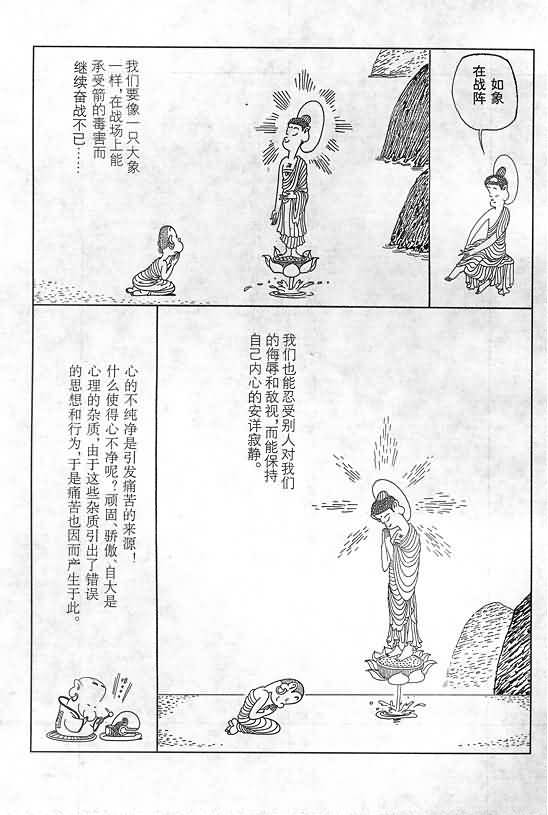 如象
在战阵
我们要像一只大象
一样，在战场上能
承受箭的毒害而
继续奋战不已……
我们也能忍受别人对我们
的侮辱和敌视，而能保持
自己内心的安详寂静。
心的不纯净是引发痛苦的来源！
什么使得心不净呢？顽固、骄傲、自大是
心理的杂质，由于这些杂质引出了错误
的思想和行为，于是痛苦也因而产生于此。